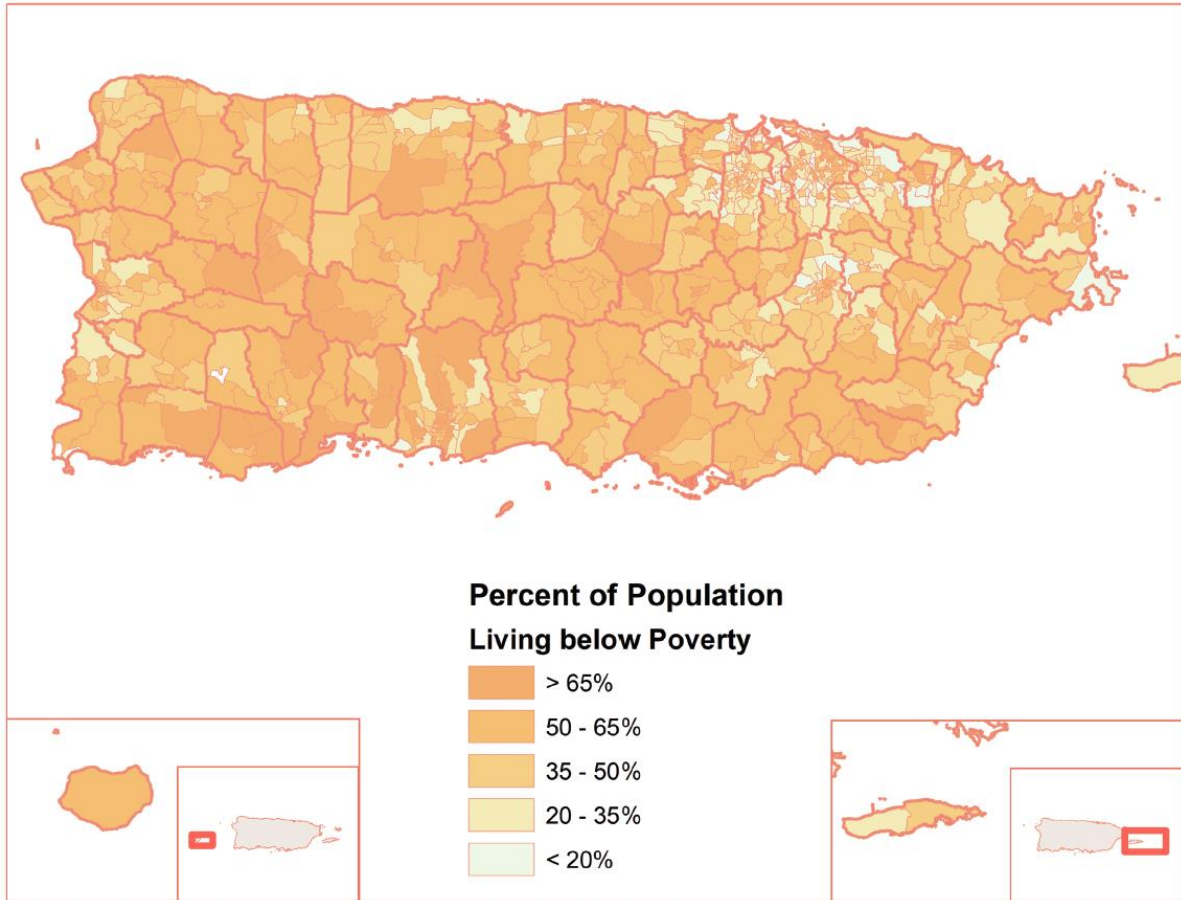 Percent of Population
Living below Poverty
> 65%
50 - 65%
35 - 50%
20 - 35%
< 20%